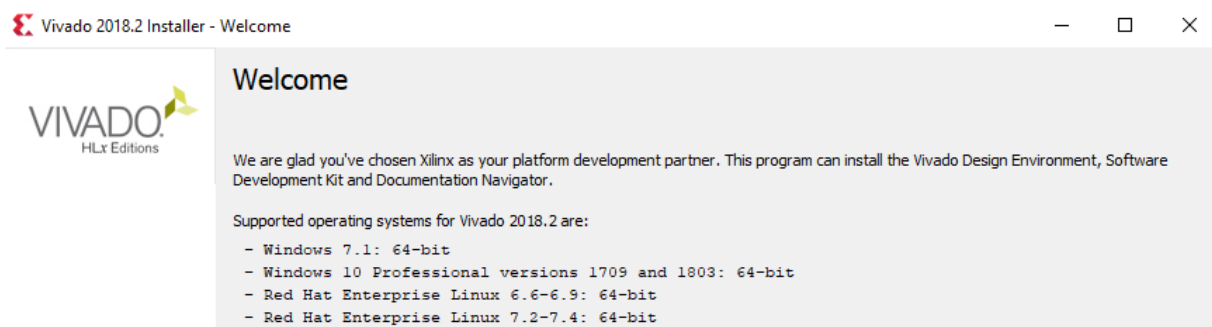 Vivado 2018.2 Installer - Welcome
VIVADO.
HLx Editions
Welcome
We are glad you've chosen Xilinx as your platform development partner. This program can install the Vivado Design Environment, Software
Development Kit and Documentation Navigator.
Supported operating systems for Vivado 2018.2 are:
- Windows 7.1: 64-bit
- Windows 10 Professional versions 1709 and 1803: 64-bit
- Red Hat Enterprise Linux 6.6-6.9: 64-bit
- Red Hat Enterprise Linux 7.2-7.4: 64-bit